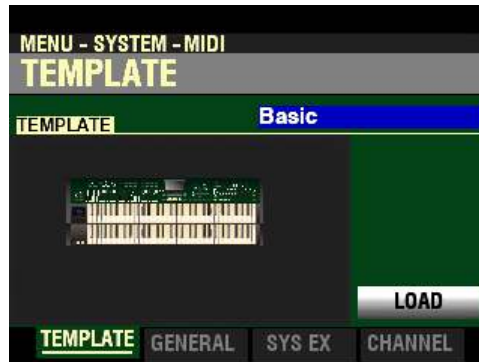 MENU - SYSTEM - MIDI
TEMPLATE
TEMPLATE Basic
LOAD
TEMPLATE GENERAL SYS EX CHANNEL